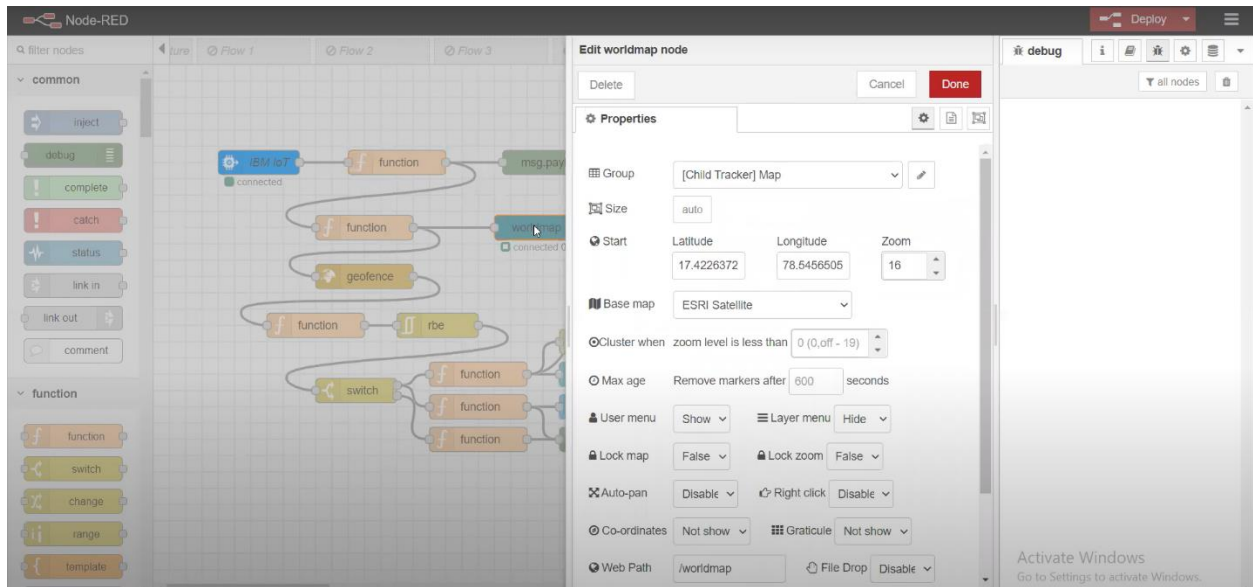 Node-RED
Deploy
filter nodes
ture
Flow 1
Flow 2
Flow 3
common
inject
debug
complete
catch
status
link in
link out
comment
function
function
switch
change
range
template
IBM IoT
connected
function
msg.pay
function
worldmap
connected
geofence
function
rbe
switch
function
function
function
Edit worldmap node
Delete
Cancel
Done
Properties
Group
[Child Tracker] Map
Size
auto
Start
Latitude
Longitude
Zoom
17.4226372
78.5456505
16
Base map
ESRI Satellite
Cluster when zoom level is less than 0 (0,off - 19)
Max age Remove markers after 600 seconds
User menu Show Layer menu Hide
Lock map False Lock zoom False
Auto-pan Disable Right click Disable
Co-ordinates Not show Graticule Not show
Web Path /worldmap File Drop Disable
debug
i
all nodes
Activate Windows
Go to Settings to activate Windows.